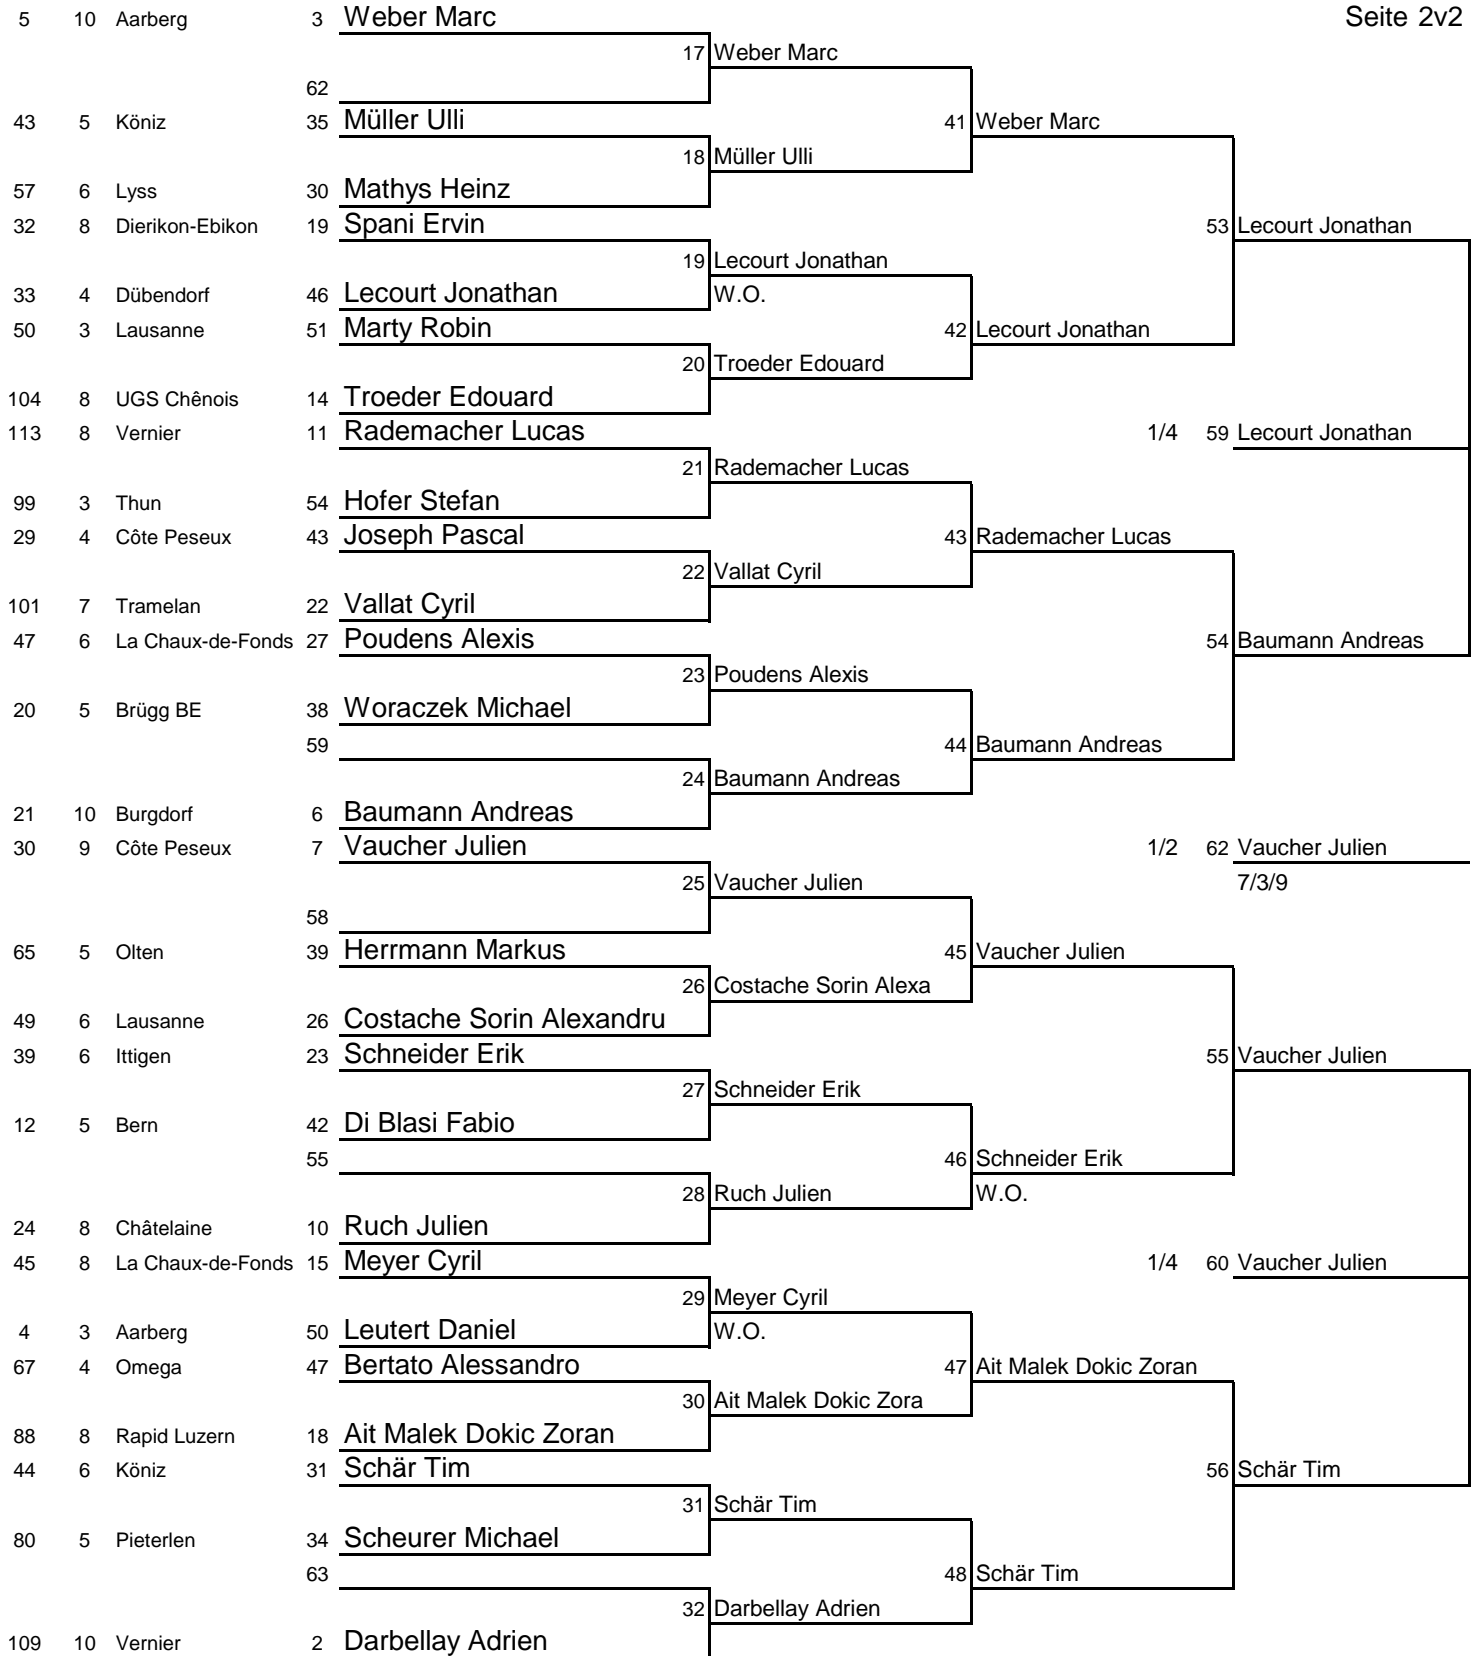 5 10 Aarberg 3 Weber Marc Seite 2v2
17 Weber Marc
62
43 5 Köniz 35 Müller Ulli 41 Weber Marc
18 Müller Ulli
57 6 Lyss 30 Mathys Heinz
32 8 Dierikon-Ebikon 19 Spani Ervin 53 Lecourt Jonathan
19 Lecourt Jonathan
33 4 Dübendorf 46 Lecourt Jonathan W.O.
50 3 Lausanne 51 Marty Robin 42 Lecourt Jonathan
20 Troeder Edouard
104 8 UGS Chênois 14 Troeder Edouard
113 8 Vernier 11 Rademacher Lucas 1/4 59 Lecourt Jonathan
21 Rademacher Lucas
99 3 Thun 54 Hofer Stefan
29 4 Côte Peseux 43 Joseph Pascal 43 Rademacher Lucas
22 Vallat Cyril
101 7 Tramelan 22 Vallat Cyril
47 6 La Chaux-de-Fonds 27 Poudens Alexis 54 Baumann Andreas
23 Poudens Alexis
20 5 Brügg BE 38 Woraczek Michael
59 44 Baumann Andreas
24 Baumann Andreas
21 10 Burgdorf 6 Baumann Andreas
30 9 Côte Peseux 7 Vaucher Julien 1/2 62 Vaucher Julien
25 Vaucher Julien 7/3/9
58
65 5 Olten 39 Herrmann Markus 45 Vaucher Julien
26 Costache Sorin Alexa
49 6 Lausanne 26 Costache Sorin Alexandru
39 6 Ittigen 23 Schneider Erik 55 Vaucher Julien
27 Schneider Erik
12 5 Bern 42 Di Blasi Fabio
55 46 Schneider Erik
28 Ruch Julien W.O.
24 8 Châtelaine 10 Ruch Julien
45 8 La Chaux-de-Fonds 15 Meyer Cyril 1/4 60 Vaucher Julien
29 Meyer Cyril
4 3 Aarberg 50 Leutert Daniel W.O.
67 4 Omega 47 Bertato Alessandro 47 Ait Malek Dokic Zoran
30 Ait Malek Dokic Zora
88 8 Rapid Luzern 18 Ait Malek Dokic Zoran
44 6 Köniz 31 Schär Tim 56 Schär Tim
31 Schär Tim
80 5 Pieterlen 34 Scheurer Michael
63 48 Schär Tim
32 Darbellay Adrien
109 10 Vernier 2 Darbellay Adrien